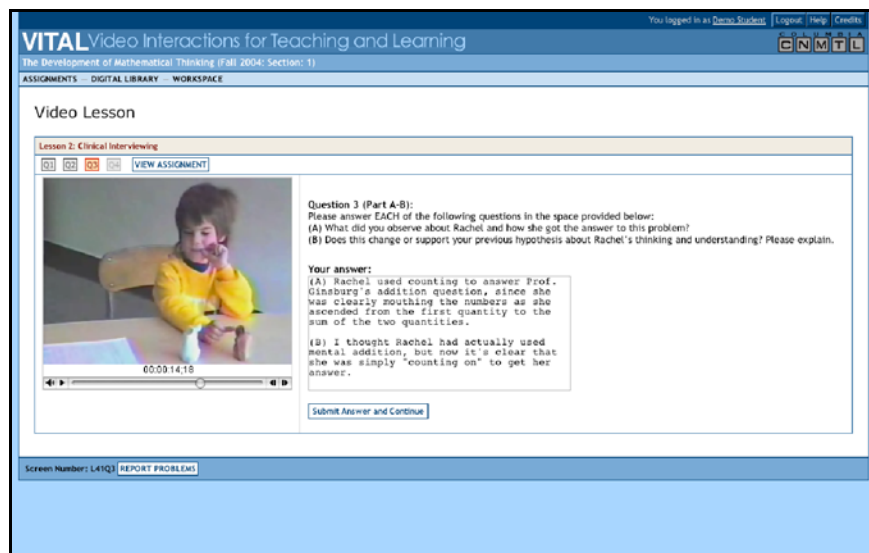 You logged in as Demo Student Logout Help Credits
VITAL Video Interactions for Teaching and Learning
COLUMBIA
CNMTL
The Development of Mathematical Thinking (Fall 2004: Section: 1)
ASSIGNMENTS - DIGITAL LIBRARY - WORKSPACE
Video Lesson
Lesson 2: Clinical Interviewing
Q1 Q2 Q3 Q4 VIEW ASSIGNMENT
Question 3 (Part A-B):
Please answer EACH of the following questions in the space provided below:
(A) What did you observe about Rachel and how she got the answer to this problem?
(B) Does this change or support your previous hypothesis about Rachel's thinking and understanding? Please explain.
Your answer:
(A) Rachel used counting to answer Prof.
Ginsburg's addition question, since she
was clearly mouthing the numbers as she
ascended from the first quantity to the
sum of the two quantities.
(B) I thought Rachel had actually used
mental addition, but now it's clear that
she was simply "counting on" to get her
answer.
00:00:14;18
Submit Answer and Continue
Screen Number: L41Q3 REPORT PROBLEMS